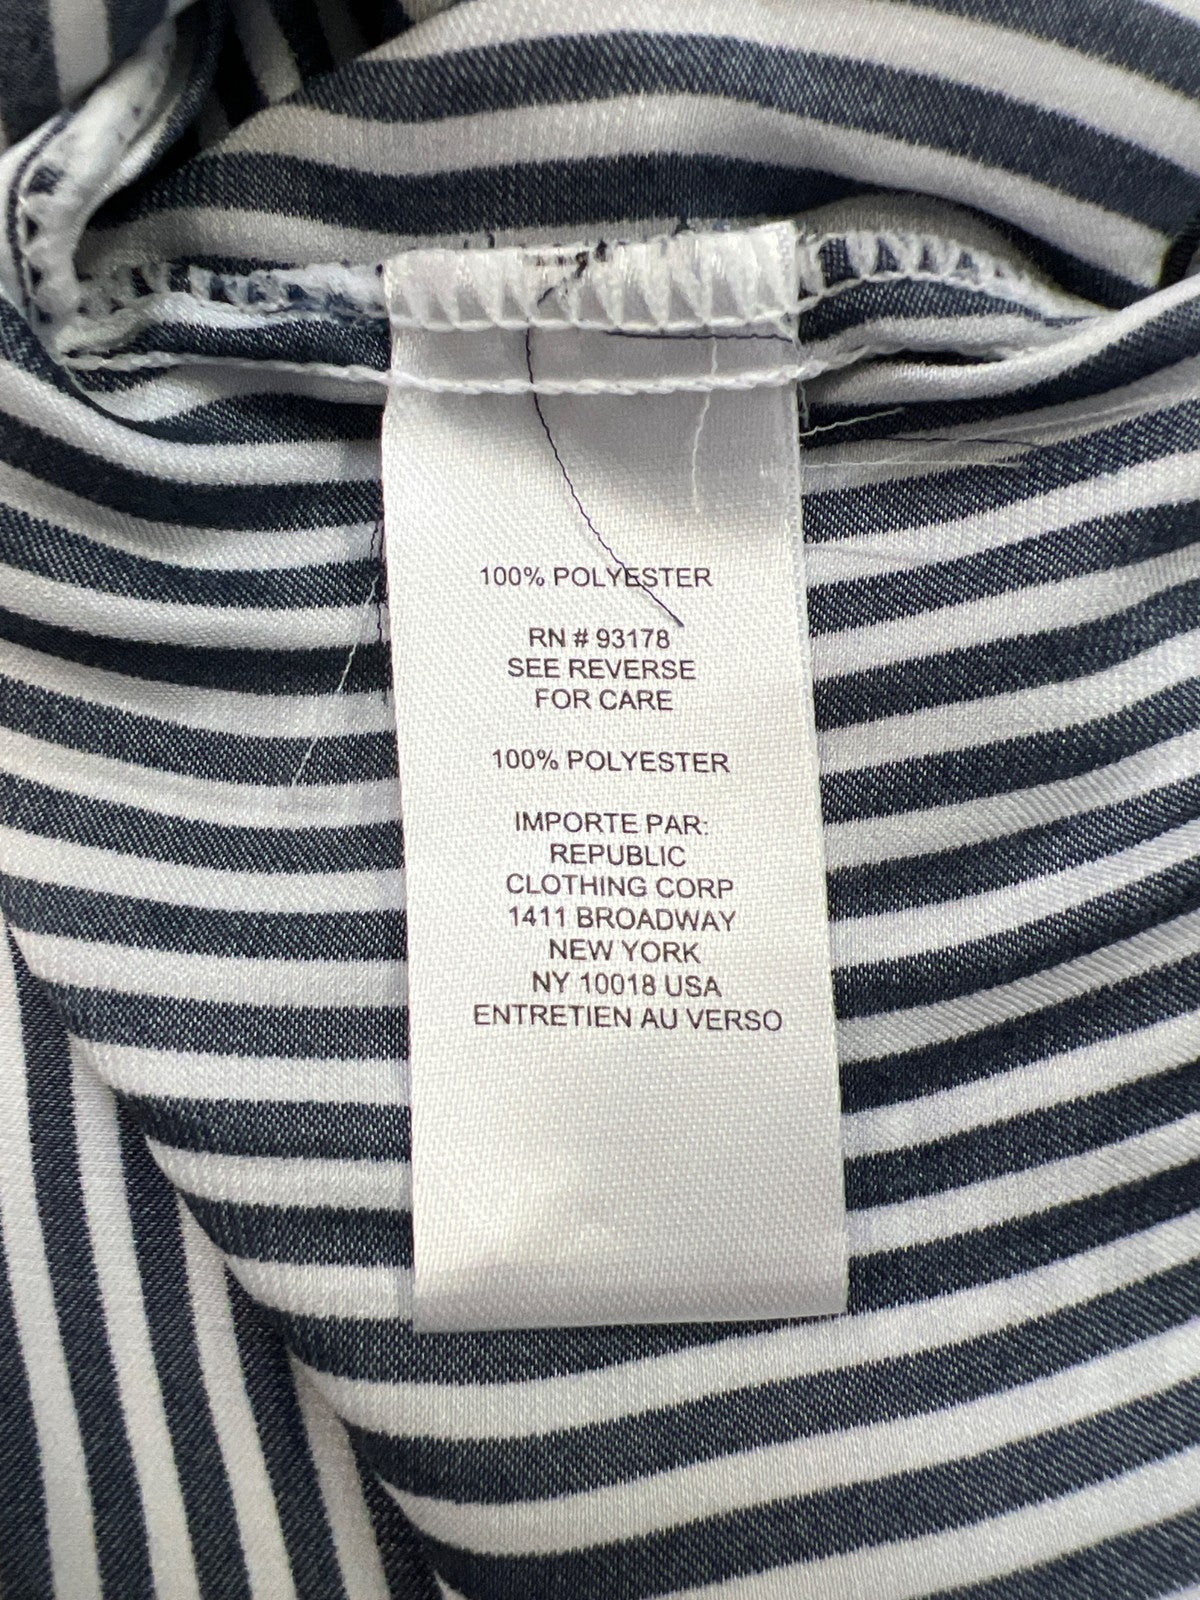 100% POLYESTER
RN # 93178
SEE REVERSE
FOR CARE
100% POLYESTER
IMPORTE PAR:
REPUBLIC
CLOTHING CORP
1411 BROADWAY
NEW YORK
NY 10018 USA
ENTRETIEN AU VERSO